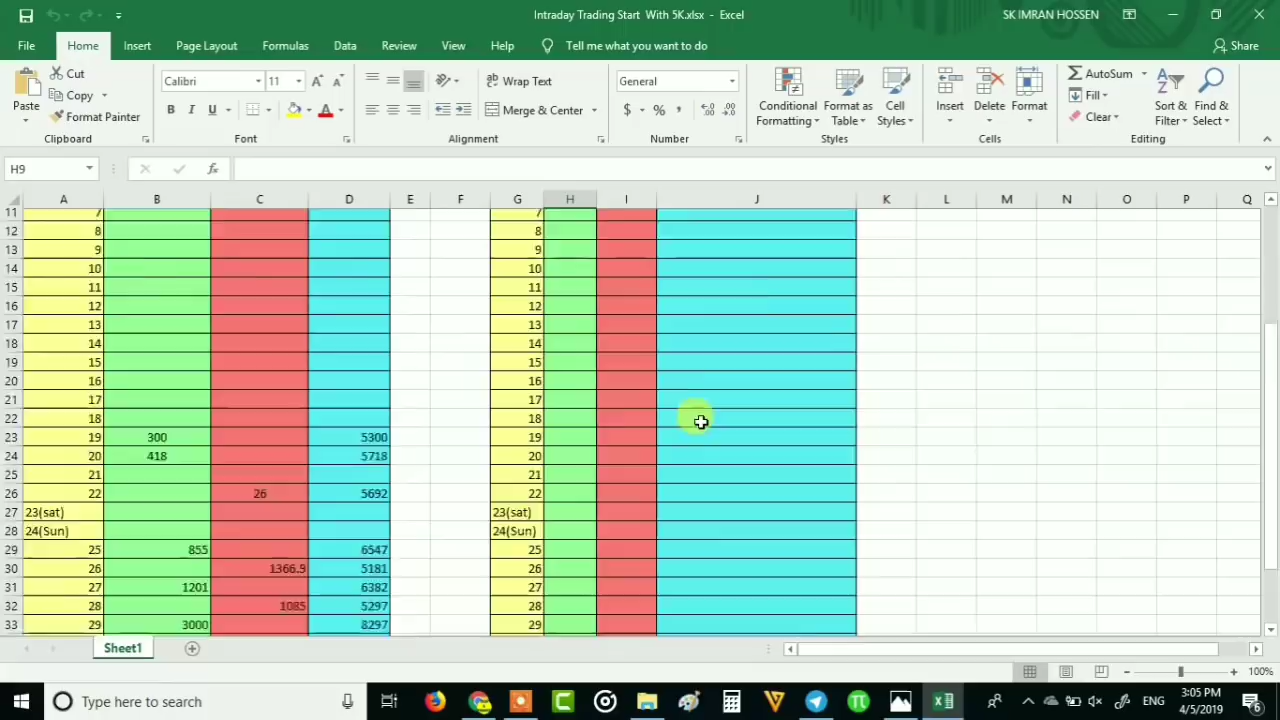 Intraday Trading Start With 5K.xlsx - Excel
SK IMRAN HOSSEN
File Home Insert Page Layout Formulas Data Review View Help Tell me what you want to do Share
Paste
Cut
Copy
Format Painter
Clipboard
Calibri 11
B I U
Font
Wrap Text
Merge & Center
Alignment
General
$ % ,
Number
Conditional Formatting
Format as Table
Cell Styles
Styles
Insert Delete Format
Cells
AutoSum
Fill
Clear
Sort & Filter
Find & Select
Editing
H9 fx
A B C D E F G H I J K L M N O P Q
11 7 7
12 8 8
13 9 9
14 10 10
15 11 11
16 12 12
17 13 13
18 14 14
19 15 15
20 16 16
21 17 17
22 18 18
23 19 300 5300 19
24 20 418 5718 20
25 21 21
26 22 26 5692 22
27 23(sat) 23(sat)
28 24(Sun) 24(Sun)
29 25 855 6547 25
30 26 1366.9 5181 26
31 27 1201 6382 27
32 28 1085 5297 28
33 29 3000 8297 29
Sheet1
100%
Type here to search
ENG
3:05 PM
4/5/2019
6